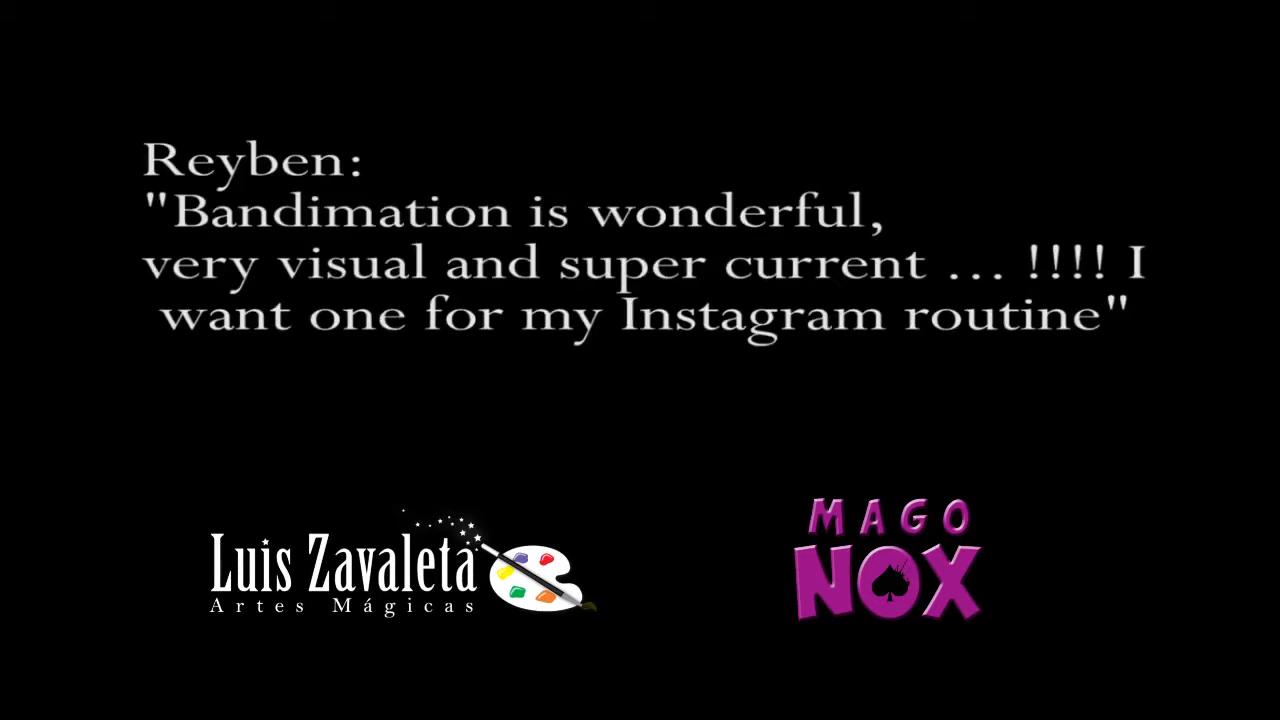 Reyben:
"Bandimation is wonderful,
very visual and super current ... !!!! I
want one for my Instagram routine"
Luis Zavaleta
Artes Mágicas
MAGO
NOX